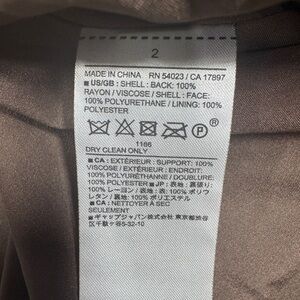 2
MADE IN CHINA RN 54023 / CA 17897
■ US/GB : SHELL : BACK: 100%
RAYON / VISCOSE / SHELL : FACE:
100% POLYURETHANE / LINING: 100%
POLYESTER
P
1186
DRY CLEAN ONLY
■ CA : EXTÉRIEUR : SUPPORT: 100%
VISCOSE / EXTÉRIEUR: ENDROIT:
100% POLYURÉTHANNE / DOUBLURE:
100% POLYESTER ■ JP : 表地 : 裏張り:
100% レーヨン / 表地 : 表: 100% ポリウ
レタン / 裏地: 100% ポリエステル
■ CA : NETTOYER À SEC
SEULEMENT
■ ギャップジャパン株式会社 東京都渋谷
区千駄ヶ谷5-32-10